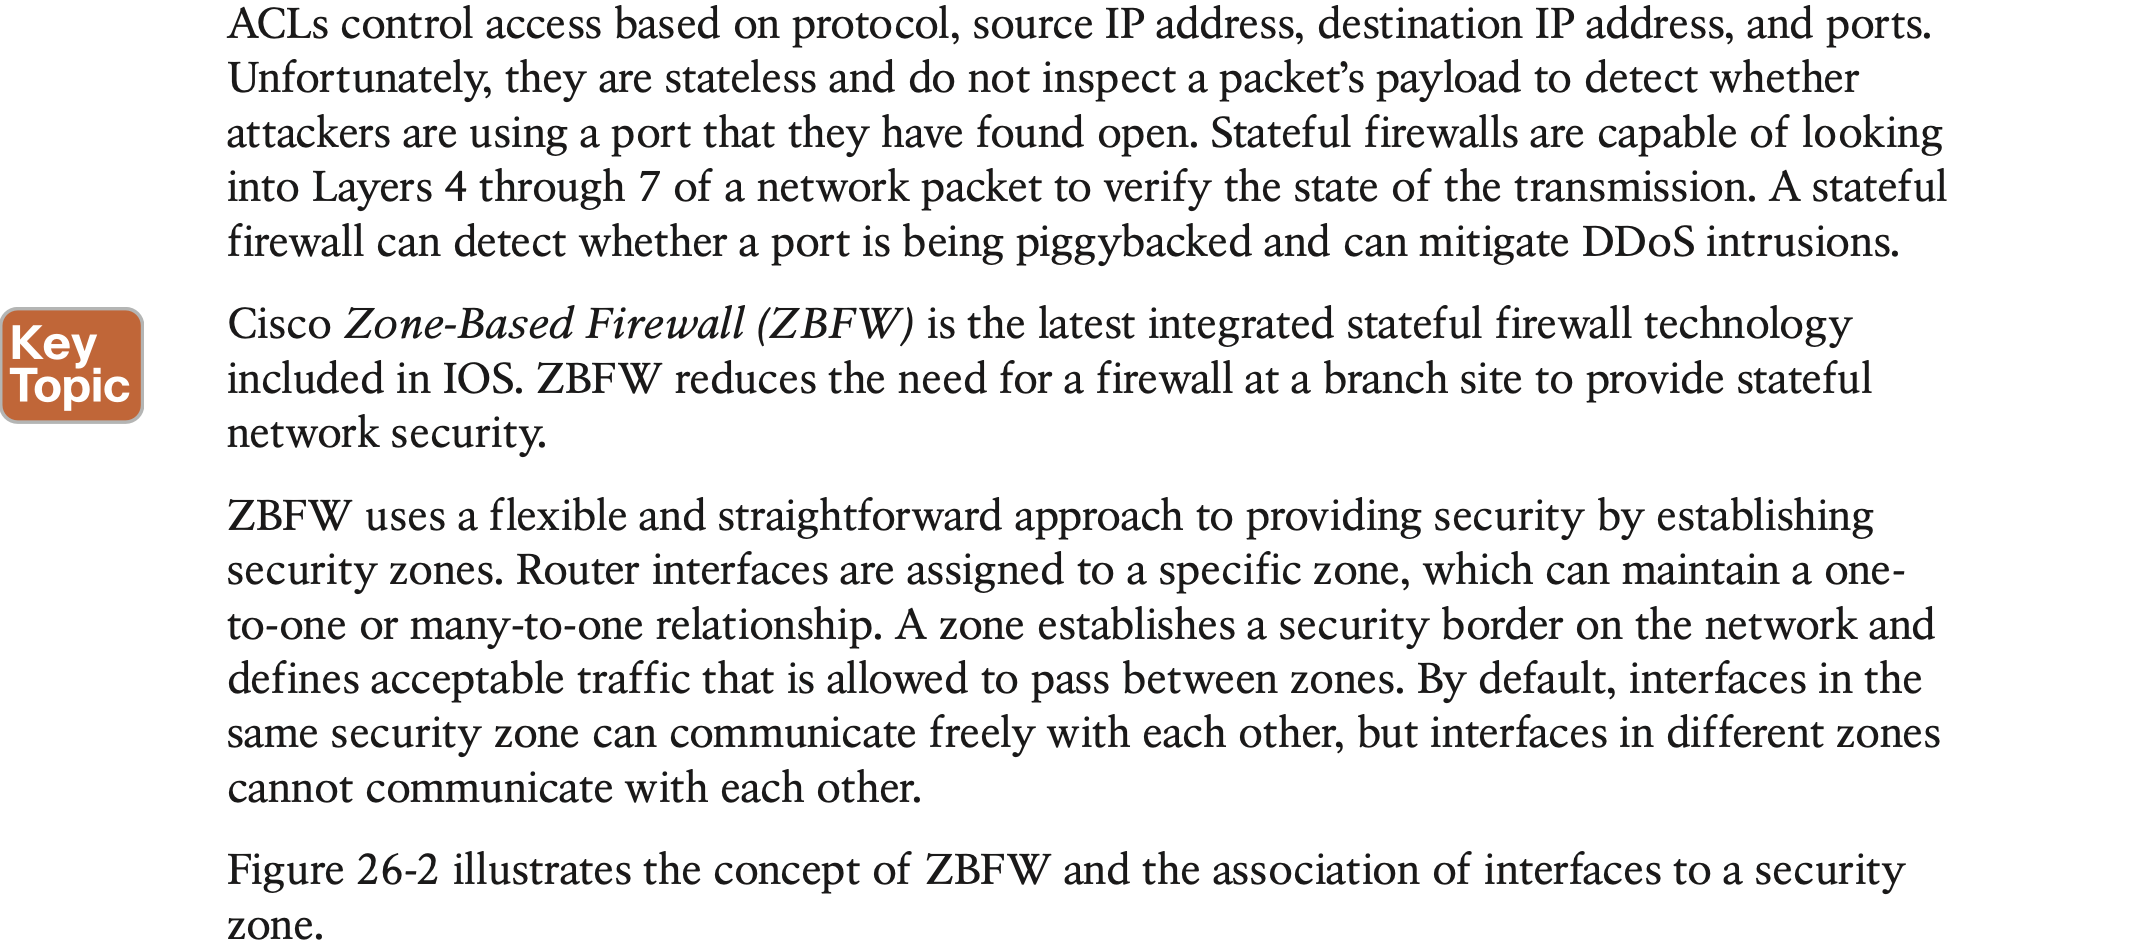 ACLs control access based on protocol, source IP address, destination IP address, and ports.
Unfortunately, they are stateless and do not inspect a packet’s payload to detect whether
attackers are using a port that they have found open. Stateful firewalls are capable of looking
into Layers 4 through 7 of a network packet to verify the state of the transmission. A stateful
firewall can detect whether a port is being piggybacked and can mitigate DDoS intrusions.
Key
Topic
Cisco Zone-Based Firewall (ZBFW) is the latest integrated stateful firewall technology
included in IOS. ZBFW reduces the need for a firewall at a branch site to provide stateful
network security.
ZBFW uses a flexible and straightforward approach to providing security by establishing
security zones. Router interfaces are assigned to a specific zone, which can maintain a one-
to-one or many-to-one relationship. A zone establishes a security border on the network and
defines acceptable traffic that is allowed to pass between zones. By default, interfaces in the
same security zone can communicate freely with each other, but interfaces in different zones
cannot communicate with each other.
Figure 26-2 illustrates the concept of ZBFW and the association of interfaces to a security
zone.